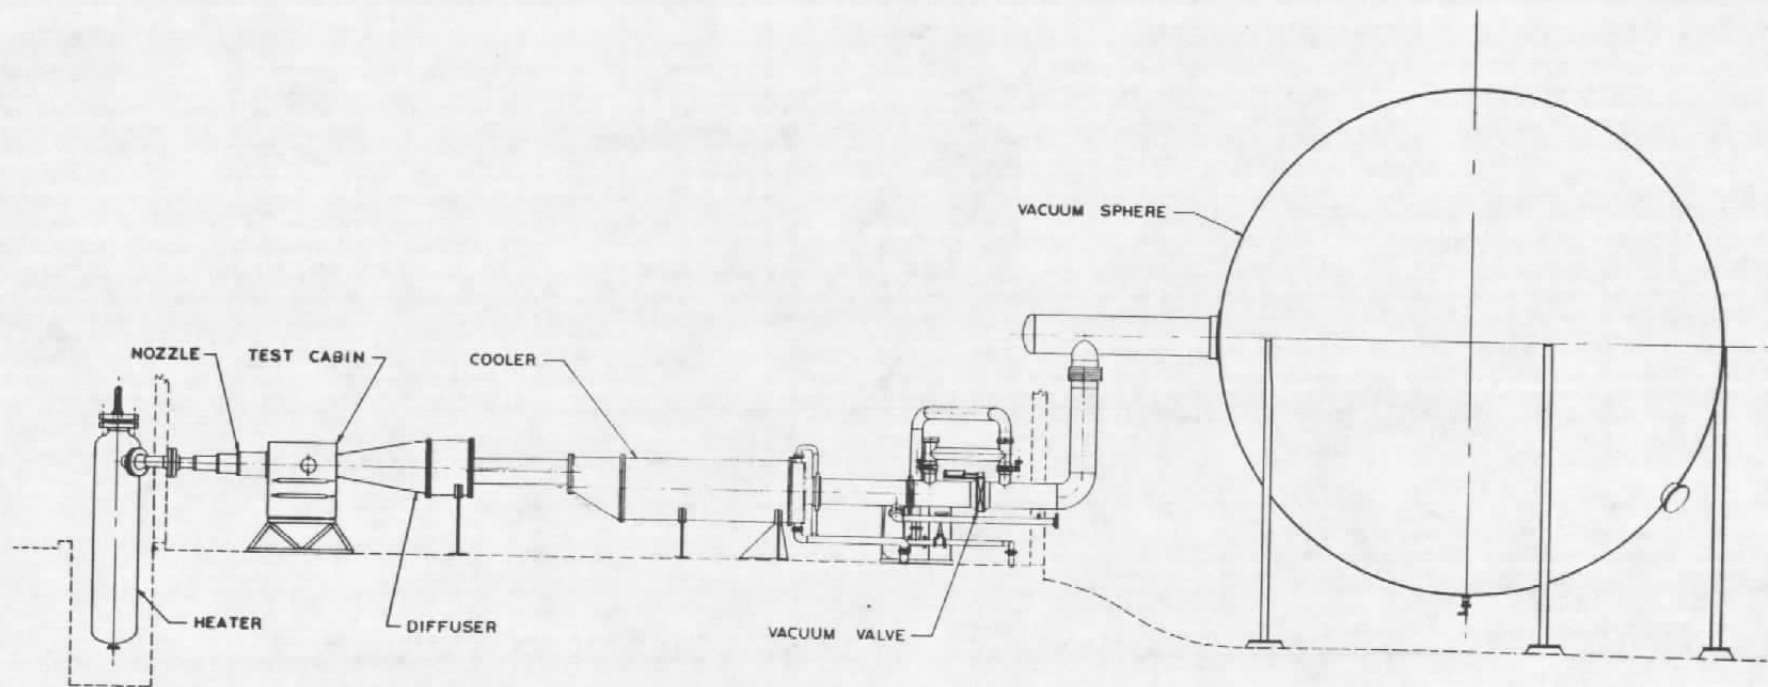 VACUUM SPHERE
NOZZLE
TEST CABIN
COOLER
HEATER
DIFFUSER
VACUUM VALVE